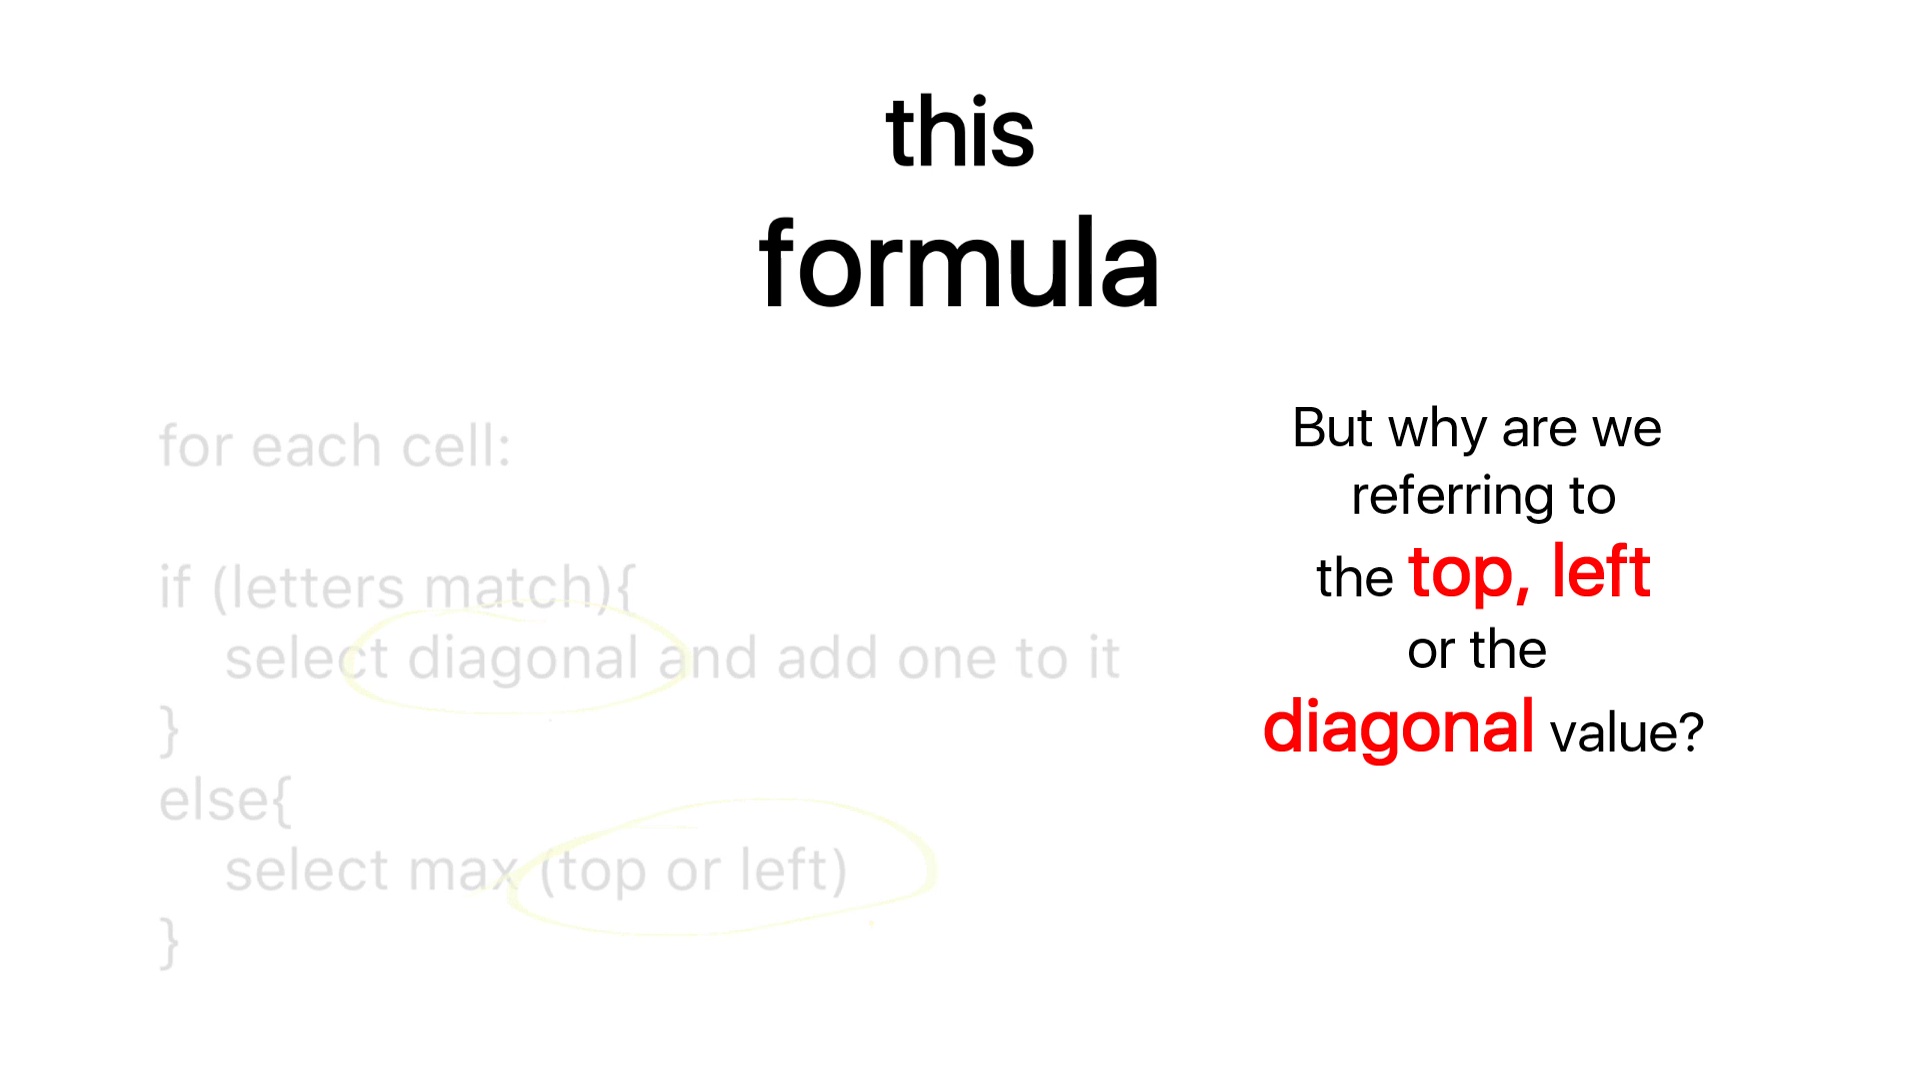 this
formula
for each cell:
if (letters match){
select diagonal and add one to it
}
else{
select max (top or left)
}
But why are we
referring to
the top, left
or the
diagonal value?